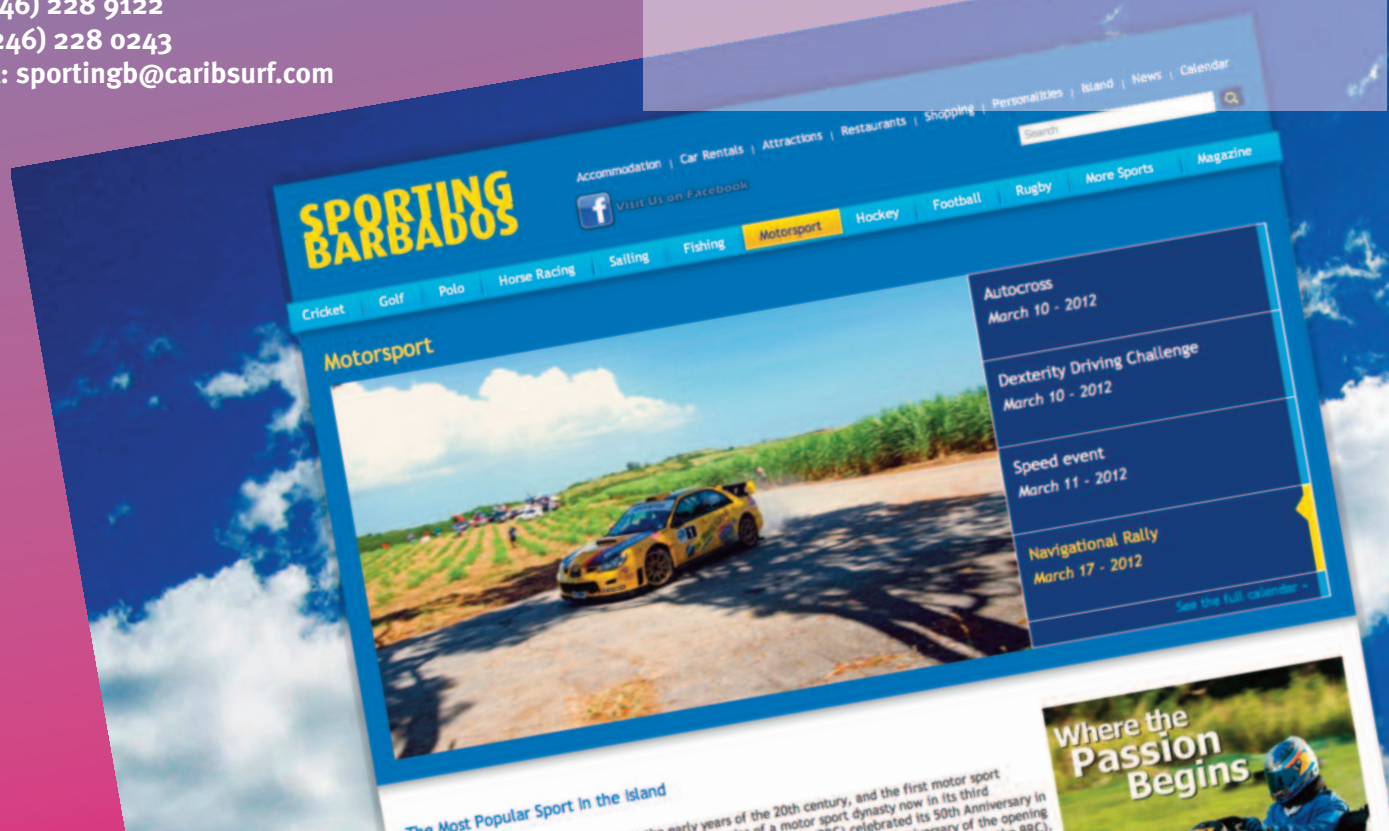 46) 228 9122
246) 228 0243
: sportingb@caribsurf.com
Accommodation | Car Rentals | Attractions | Restaurants | Shopping | Personalities | Island | News | Calendar
Search
SPORTING
BARBADOS
f Visit Us on Facebook
Cricket Golf Polo Horse Racing Sailing Fishing Motorsport Hockey Football Rugby More Sports Magazine
Motorsport
Autocross
March 10 - 2012
Dexterity Driving Challenge
March 10 - 2012
Speed event
March 11 - 2012
Navigational Rally
March 17 - 2012
See the full calendar
1
The Most Popular Sport in the Island
early years of the 20th century, and the first motor sport
of a motor sport dynasty now in its third
celebrated its 50th Anniversary in
of the opening
Where the
Passion
Begins